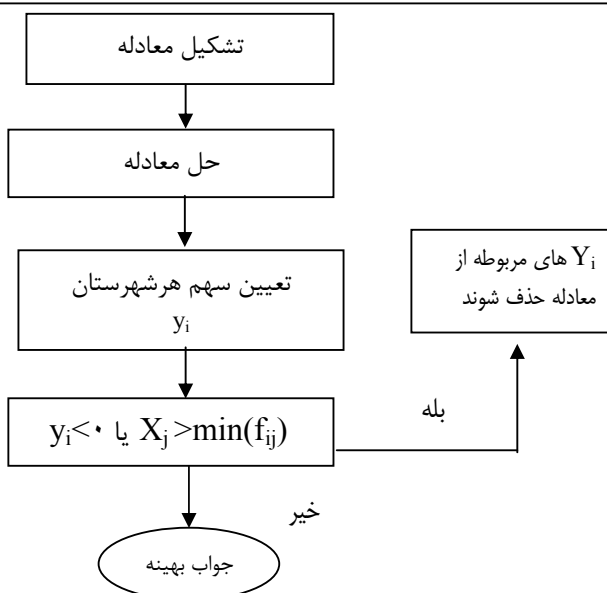 تشکیل معادله
حل معادله
تعیین سهم هرشهرستان
yi
Yi های مربوطه از
معادله حذف شوند
yi<۰ یا Xj >min(fij)
بله
خیر
جواب بهینه